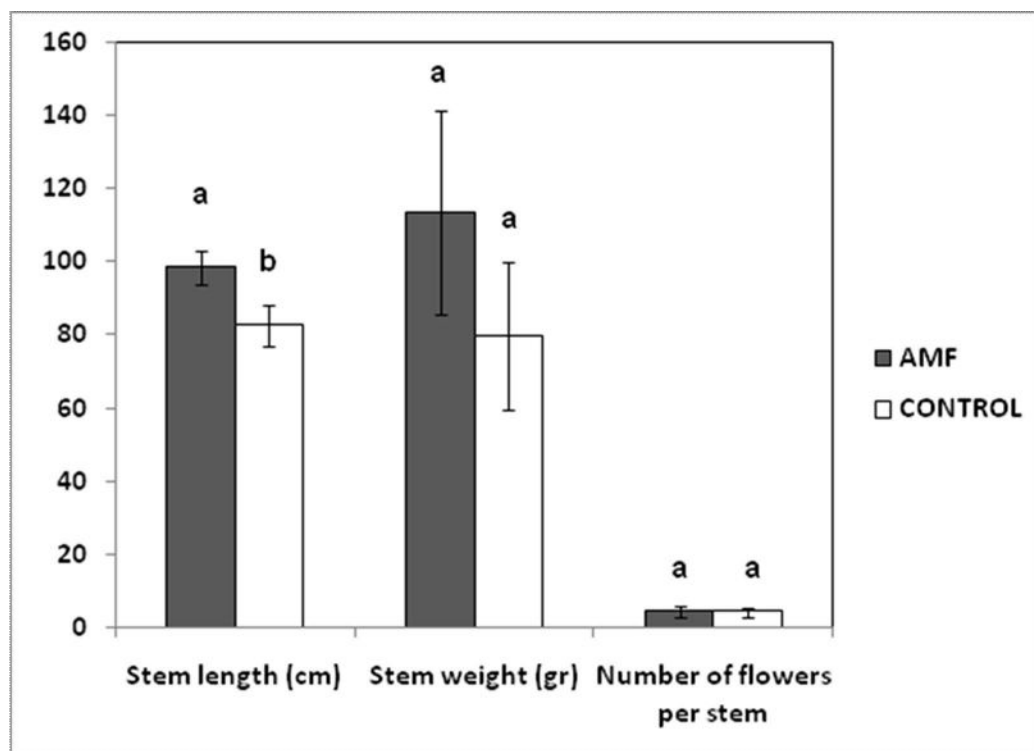 160
140
120
100
80
60
40
20
0
a
b
a
a
a
a
Stem length (cm)
Stem weight (gr)
Number of flowers
per stem
AMF
CONTROL